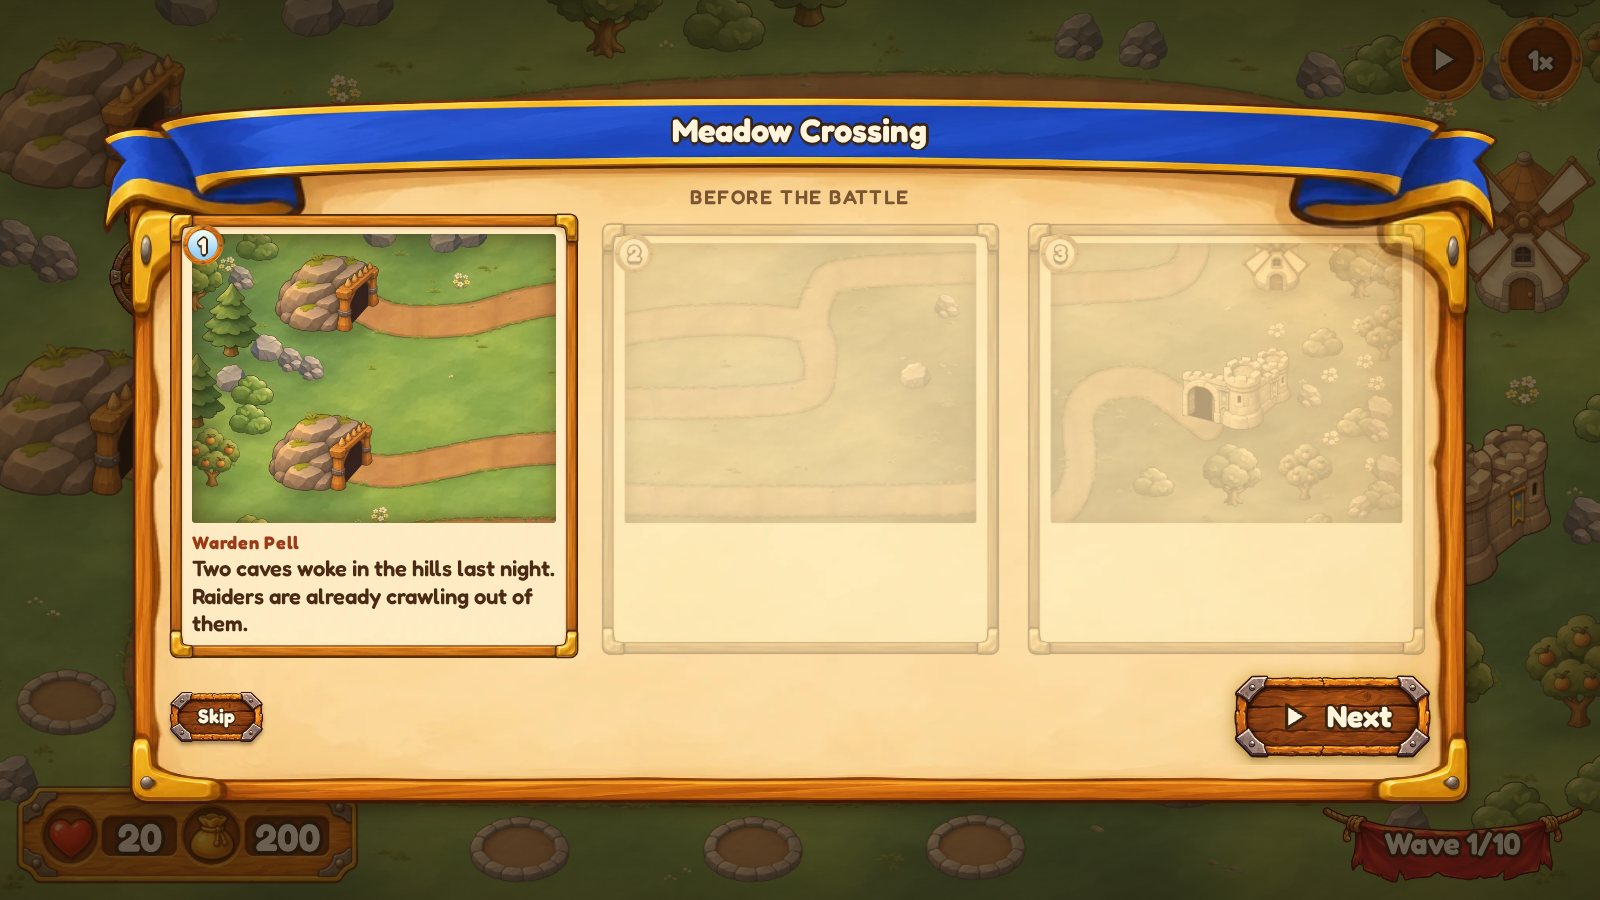 1x
Meadow Crossing
BEFORE THE BATTLE
1
2
3
Warden Pell
Two caves woke in the hills last night.
Raiders are already crawling out of
them.
Skip
Next
20
200
Wave 1/10